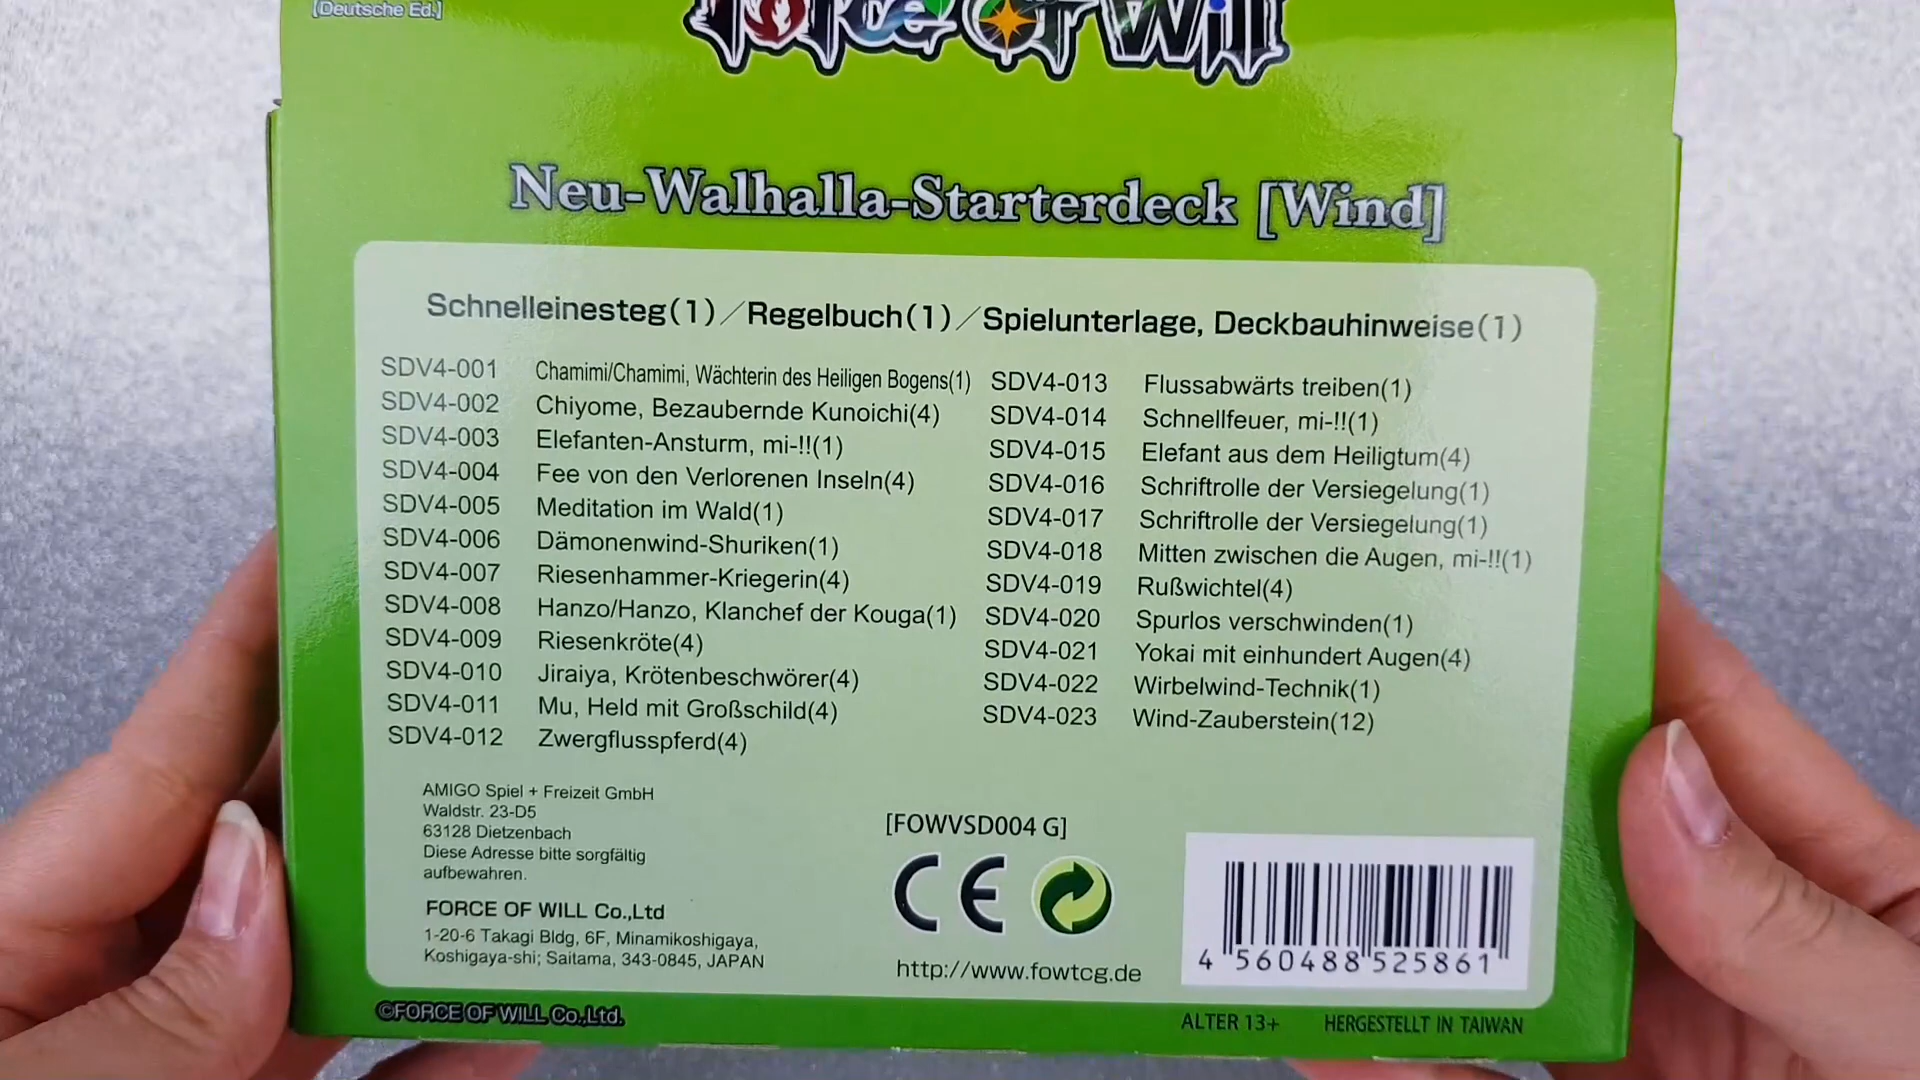 [Deutsche Ed.]
Force of Will
Neu-Walhalla-Starterdeck [Wind]
Schnelleinesteg(1)／Regelbuch(1)／Spielunterlage, Deckbauhinweise(1)
SDV4-001 Chamimi/Chamimi, Wächterin des Heiligen Bogens(1)
SDV4-002 Chiyome, Bezaubernde Kunoichi(4)
SDV4-003 Elefanten-Ansturm, mi-!!(1)
SDV4-004 Fee von den Verlorenen Inseln(4)
SDV4-005 Meditation im Wald(1)
SDV4-006 Dämonenwind-Shuriken(1)
SDV4-007 Riesenhammer-Kriegerin(4)
SDV4-008 Hanzo/Hanzo, Klanchef der Kouga(1)
SDV4-009 Riesenkröte(4)
SDV4-010 Jiraiya, Krötenbeschwörer(4)
SDV4-011 Mu, Held mit Großschild(4)
SDV4-012 Zwergflusspferd(4)
SDV4-013 Flussabwärts treiben(1)
SDV4-014 Schnellfeuer, mi-!!(1)
SDV4-015 Elefant aus dem Heiligtum(4)
SDV4-016 Schriftrolle der Versiegelung(1)
SDV4-017 Schriftrolle der Versiegelung(1)
SDV4-018 Mitten zwischen die Augen, mi-!!(1)
SDV4-019 Rußwichtel(4)
SDV4-020 Spurlos verschwinden(1)
SDV4-021 Yokai mit einhundert Augen(4)
SDV4-022 Wirbelwind-Technik(1)
SDV4-023 Wind-Zauberstein(12)
AMIGO Spiel + Freizeit GmbH
Waldstr. 23-D5
63128 Dietzenbach
Diese Adresse bitte sorgfältig
aufbewahren.
FORCE OF WILL Co.,Ltd
1-20-6 Takagi Bldg, 6F, Minamikoshigaya,
Koshigaya-shi; Saitama, 343-0845, JAPAN
[FOWVSD004 G]
CE
http://www.fowtcg.de
4 560488 525861
©FORCE OF WILL Co.,Ltd.
ALTER 13+ HERGESTELLT IN TAIWAN